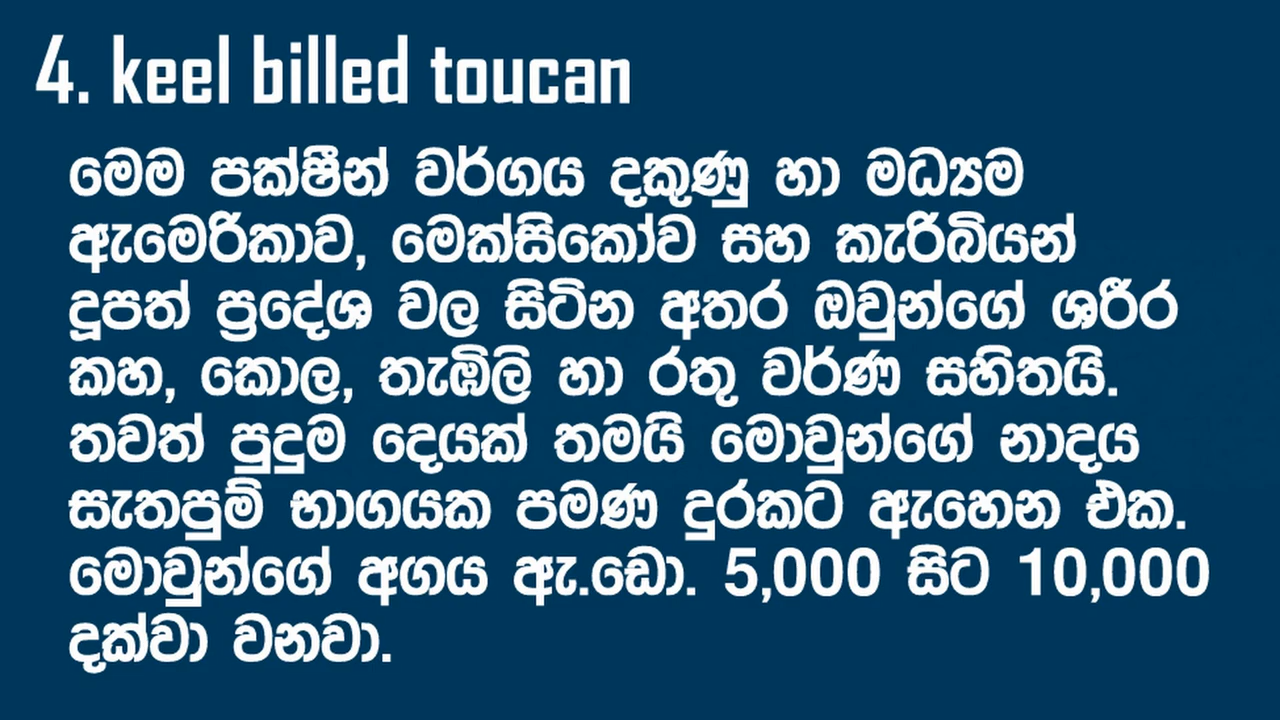 4. keel billed toucan
මෙම පක්ෂීන් වර්ගය දකුණු හා මධ්‍යම
ඇමෙරිකාව, මෙක්සිකෝව සහ කැරිබියන්
දූපත් ප්‍රදේශ වල සිටින අතර ඔවුන්ගේ ශරීර
කහ, කොල, තැඹිලි හා රතු වර්ණ සහිතයි.
තවත් පුදුම දෙයක් තමයි මොවුන්ගේ නාදය
සැතපුම් භාගයක පමණ දුරකට ඇහෙන එක.
මොවුන්ගේ අගය ඇ.ඩො. 5,000 සිට 10,000
දක්වා වනවා.